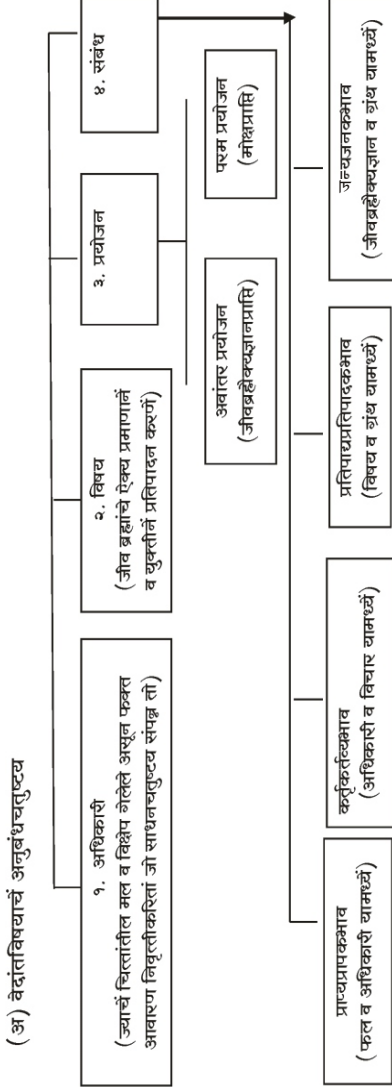 (अ) वेदांतविषयाचें अनुबंधचतुष्टय
१. अधिकारी
(ज्याचें चित्तांतील मल व विक्षेप गेलेले असून फक्त
आवारण निवृत्तीकरितां जो साधनचतुष्टय संपन्न तो)
२. विषय
(जीव ब्रह्मांचे ऐक्य प्रमाणानें
व युक्तीनें प्रतिपादन करणें)
३. प्रयोजन
४. संबंध
अवांतर प्रयोजन
(जीवब्रह्मैक्यज्ञानप्राप्ति)
परम प्रयोजन
(मोक्षप्राप्ति)
प्राप्यप्रापकभाव
(फल व अधिकारी यामध्यें)
कर्तृकर्तव्यभाव
(अधिकारी व विचार यामध्यें)
प्रतिपाद्यप्रतिपादकभाव
(विषय व ग्रंथ यामध्यें)
जन्यजनकभाव
(जीवब्रह्मैक्यज्ञान व ग्रंथ यामध्यें)